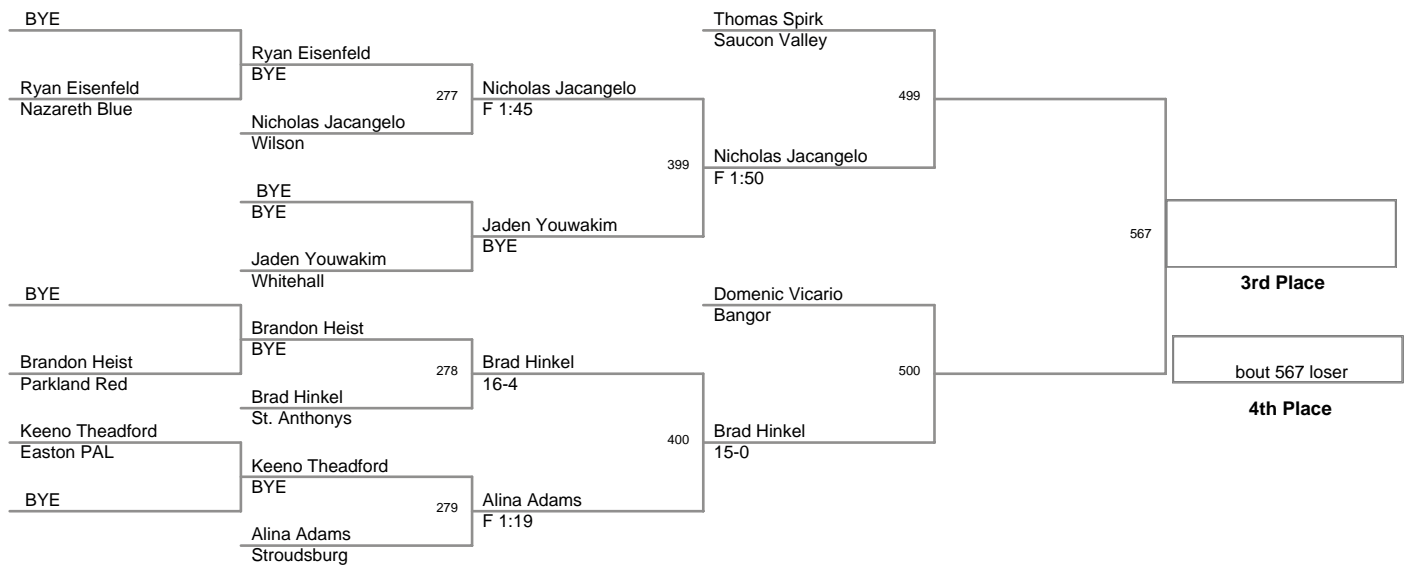 BYE
Thomas Spirk
Saucon Valley
Ryan Eisenfeld
BYE
Ryan Eisenfeld
Nazareth Blue
277
Nicholas Jacangelo
F 1:45
499
Nicholas Jacangelo
Wilson
399
Nicholas Jacangelo
F 1:50
BYE
BYE
Jaden Youwakim
BYE
567
Jaden Youwakim
Whitehall
3rd Place
BYE
Domenic Vicario
Bangor
Brandon Heist
BYE
Brandon Heist
Parkland Red
278
Brad Hinkel
16-4
500
bout 567 loser
Brad Hinkel
St. Anthonys
4th Place
Keeno Theadford
Easton PAL
400
Brad Hinkel
15-0
Keeno Theadford
BYE
BYE
279
Alina Adams
F 1:19
Alina Adams
Stroudsburg